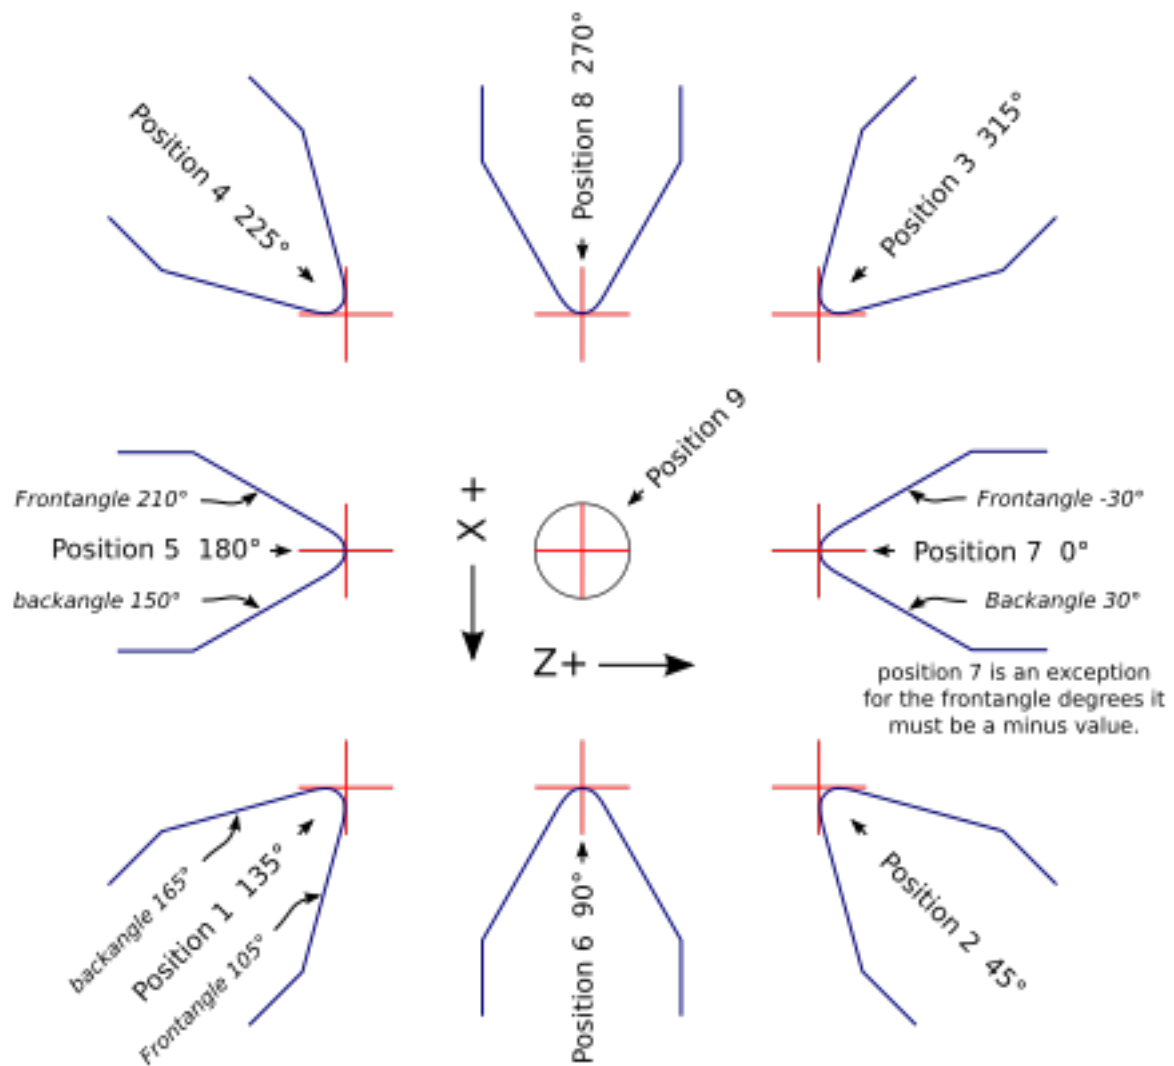 Position 8 270°
Position 4 225°
Position 3 315°
Position 9
Frontangle 210°
Position 5 180°
backangle 150°
X +
Z+
Frontangle -30°
Position 7 0°
Backangle 30°
position 7 is an exception
for the frontangle degrees it
must be a minus value.
backangle 165°
Position 1 135°
Frontangle 105°
Position 6 90°
Position 2 45°